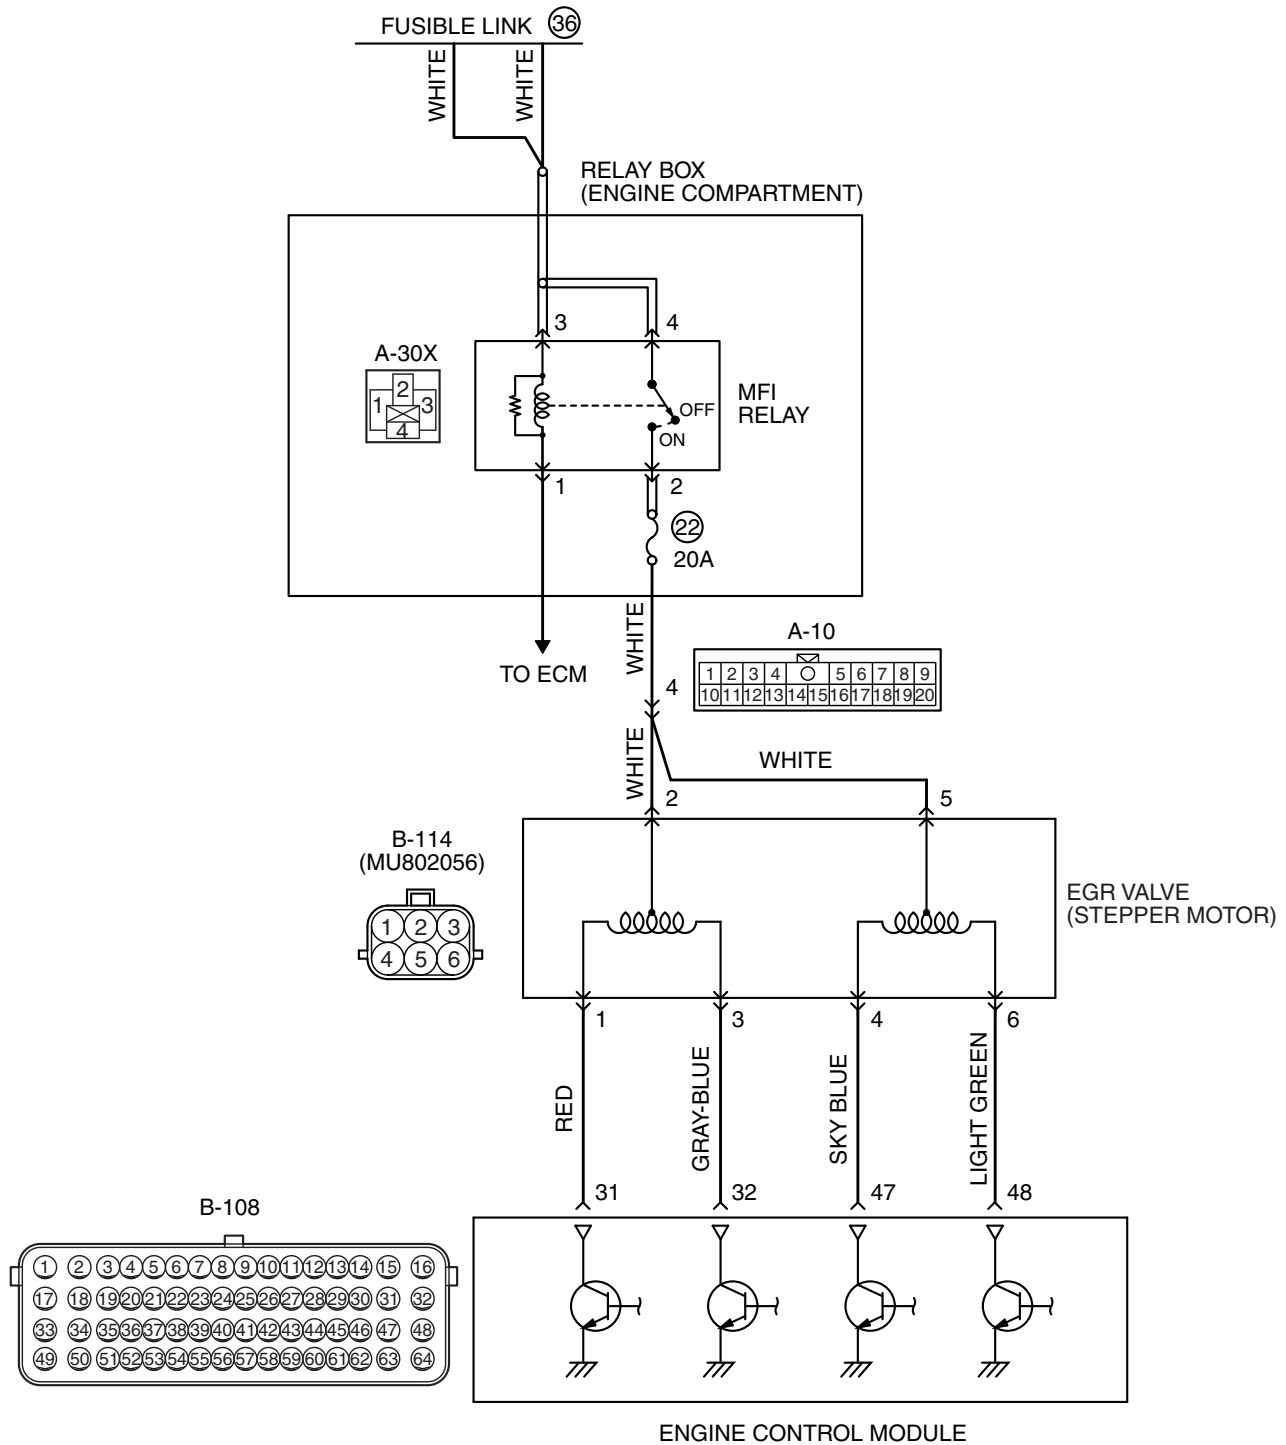 FUSIBLE LINK 36
WHITE
WHITE
RELAY BOX
(ENGINE COMPARTMENT)
3
4
A-30X
2
1
3
4
MFI
RELAY
OFF
ON
1
2
22
20A
WHITE
TO ECM
A-10
1 2 3 4 5 6 7 8 9
10 11 12 13 14 15 16 17 18 19 20
4
WHITE
WHITE
2
5
B-114
(MU802056)
1 2 3
4 5 6
EGR VALVE
(STEPPER MOTOR)
1
3
4
6
RED
GRAY-BLUE
SKY BLUE
LIGHT GREEN
31
32
47
48
B-108
1 2 3 4 5 6 7 8 9 10 11 12 13 14 15 16
17 18 19 20 21 22 23 24 25 26 27 28 29 30 31 32
33 34 35 36 37 38 39 40 41 42 43 44 45 46 47 48
49 50 51 52 53 54 55 56 57 58 59 60 61 62 63 64
ENGINE CONTROL MODULE